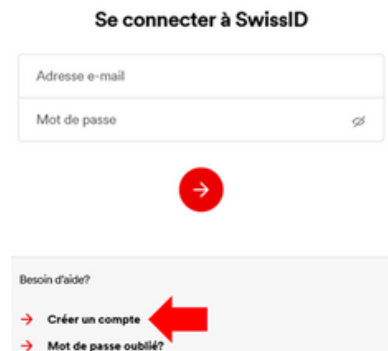 Se connecter à SwissID
Adresse e-mail
Mot de passe
Besoin d'aide?
Créer un compte
Mot de passe oublié?